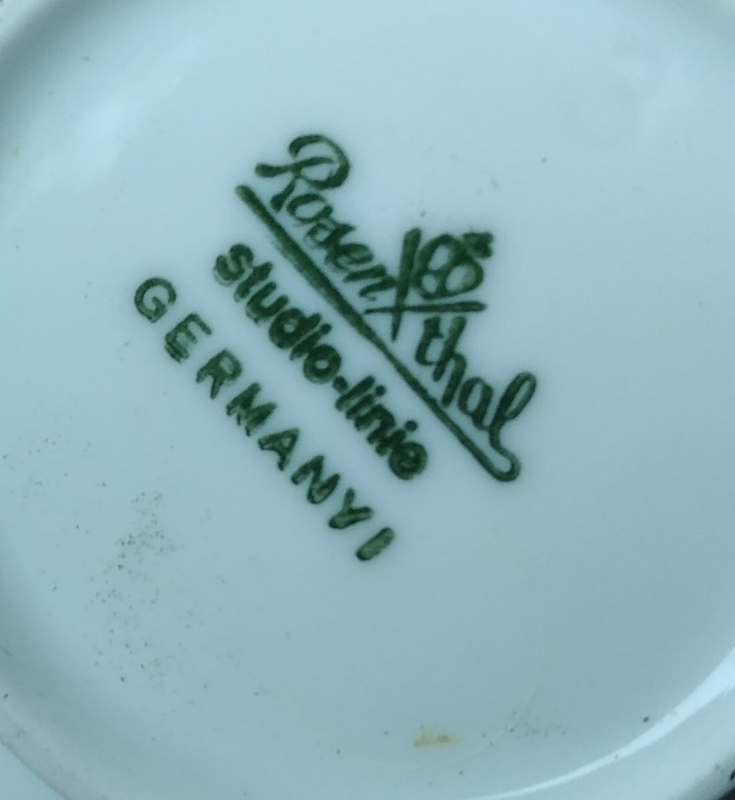 Rosenthal
studio-linie
GERMANY I